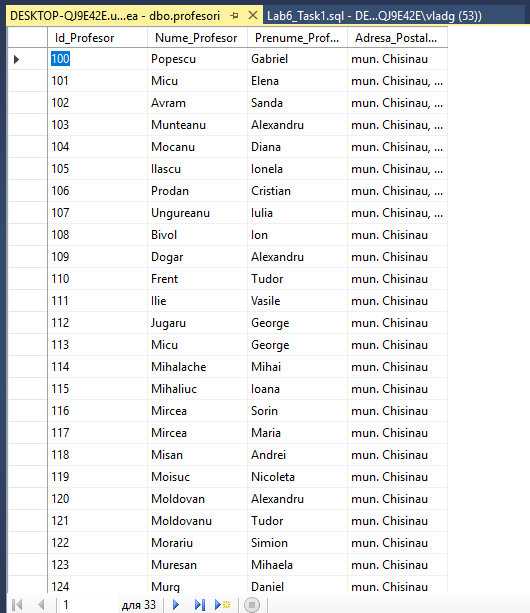 DESKTOP-QJ9E42E.u...ea - dbo.profesori Lab6_Task1.sql - DE...QJ9E42E\vladg (53))
Id_Profesor Nume_Profesor Prenume_Prof... Adresa_Postal...
100 Popescu Gabriel mun. Chisinau
101 Micu Elena mun. Chisinau, ...
102 Avram Sanda mun. Chisinau, ...
103 Munteanu Alexandru mun. Chisinau, ...
104 Mocanu Diana mun. Chisinau, ...
105 Ilascu Ionela mun. Chisinau, ...
106 Prodan Cristian mun. Chisinau, ...
107 Ungureanu Iulia mun. Chisinau, ...
108 Bivol Ion mun. Chisinau
109 Dogar Alexandru mun. Chisinau
110 Frent Tudor mun. Chisinau
111 Ilie Vasile mun. Chisinau
112 Jugaru George mun. Chisinau
113 Micu George mun. Chisinau
114 Mihalache Mihai mun. Chisinau
115 Mihaliuc Ioana mun. Chisinau
116 Mircea Sorin mun. Chisinau
117 Mircea Maria mun. Chisinau
118 Misan Andrei mun. Chisinau
119 Moisuc Nicoleta mun. Chisinau
120 Moldovan Alexandru mun. Chisinau
121 Moldovanu Tudor mun. Chisinau
122 Morariu Simion mun. Chisinau
123 Muresan Mihaela mun. Chisinau
124 Murg Daniel mun. Chisinau
1 для 33